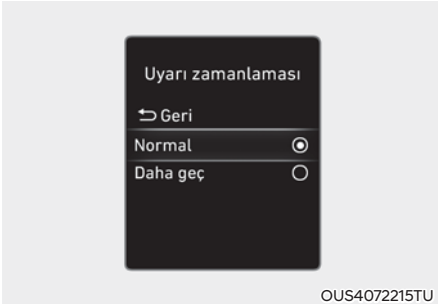 Uyarı zamanlaması
Geri
Normal
Daha geç
OUS4072215TU